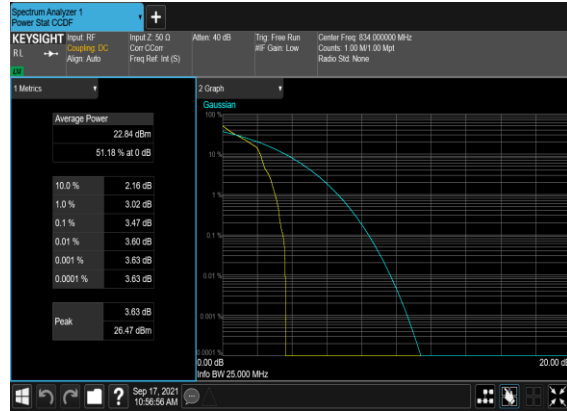 Spectrum Analyzer 1
Power Stat CCDF
KEYSIGHT
RL
Input: RF
Coupling: DC
Align: Auto
Input Z: 50 Ω
Corr CCorr
Freq Ref: Int (S)
Atten: 40 dB
Trig: Free Run
#IF Gain: Low
Center Freq: 834.000000 MHz
Counts: 1.00 M/1.00 Mpt
Radio Std: None
1 Metrics
2 Graph
Average Power
22.84 dBm
51.18 % at 0 dB
10.0 % 2.16 dB
1.0 % 3.02 dB
0.1 % 3.47 dB
0.01 % 3.60 dB
0.001 % 3.63 dB
0.0001 % 3.63 dB
Peak
3.63 dB
26.47 dBm
Gaussian
100 %
10 %
1 %
0.1 %
0.01 %
0.001 %
0.0001 %
0.00 dB
20.00 dB
Info BW 25.000 MHz
?
Sep 17, 2021
10:56:56 AM